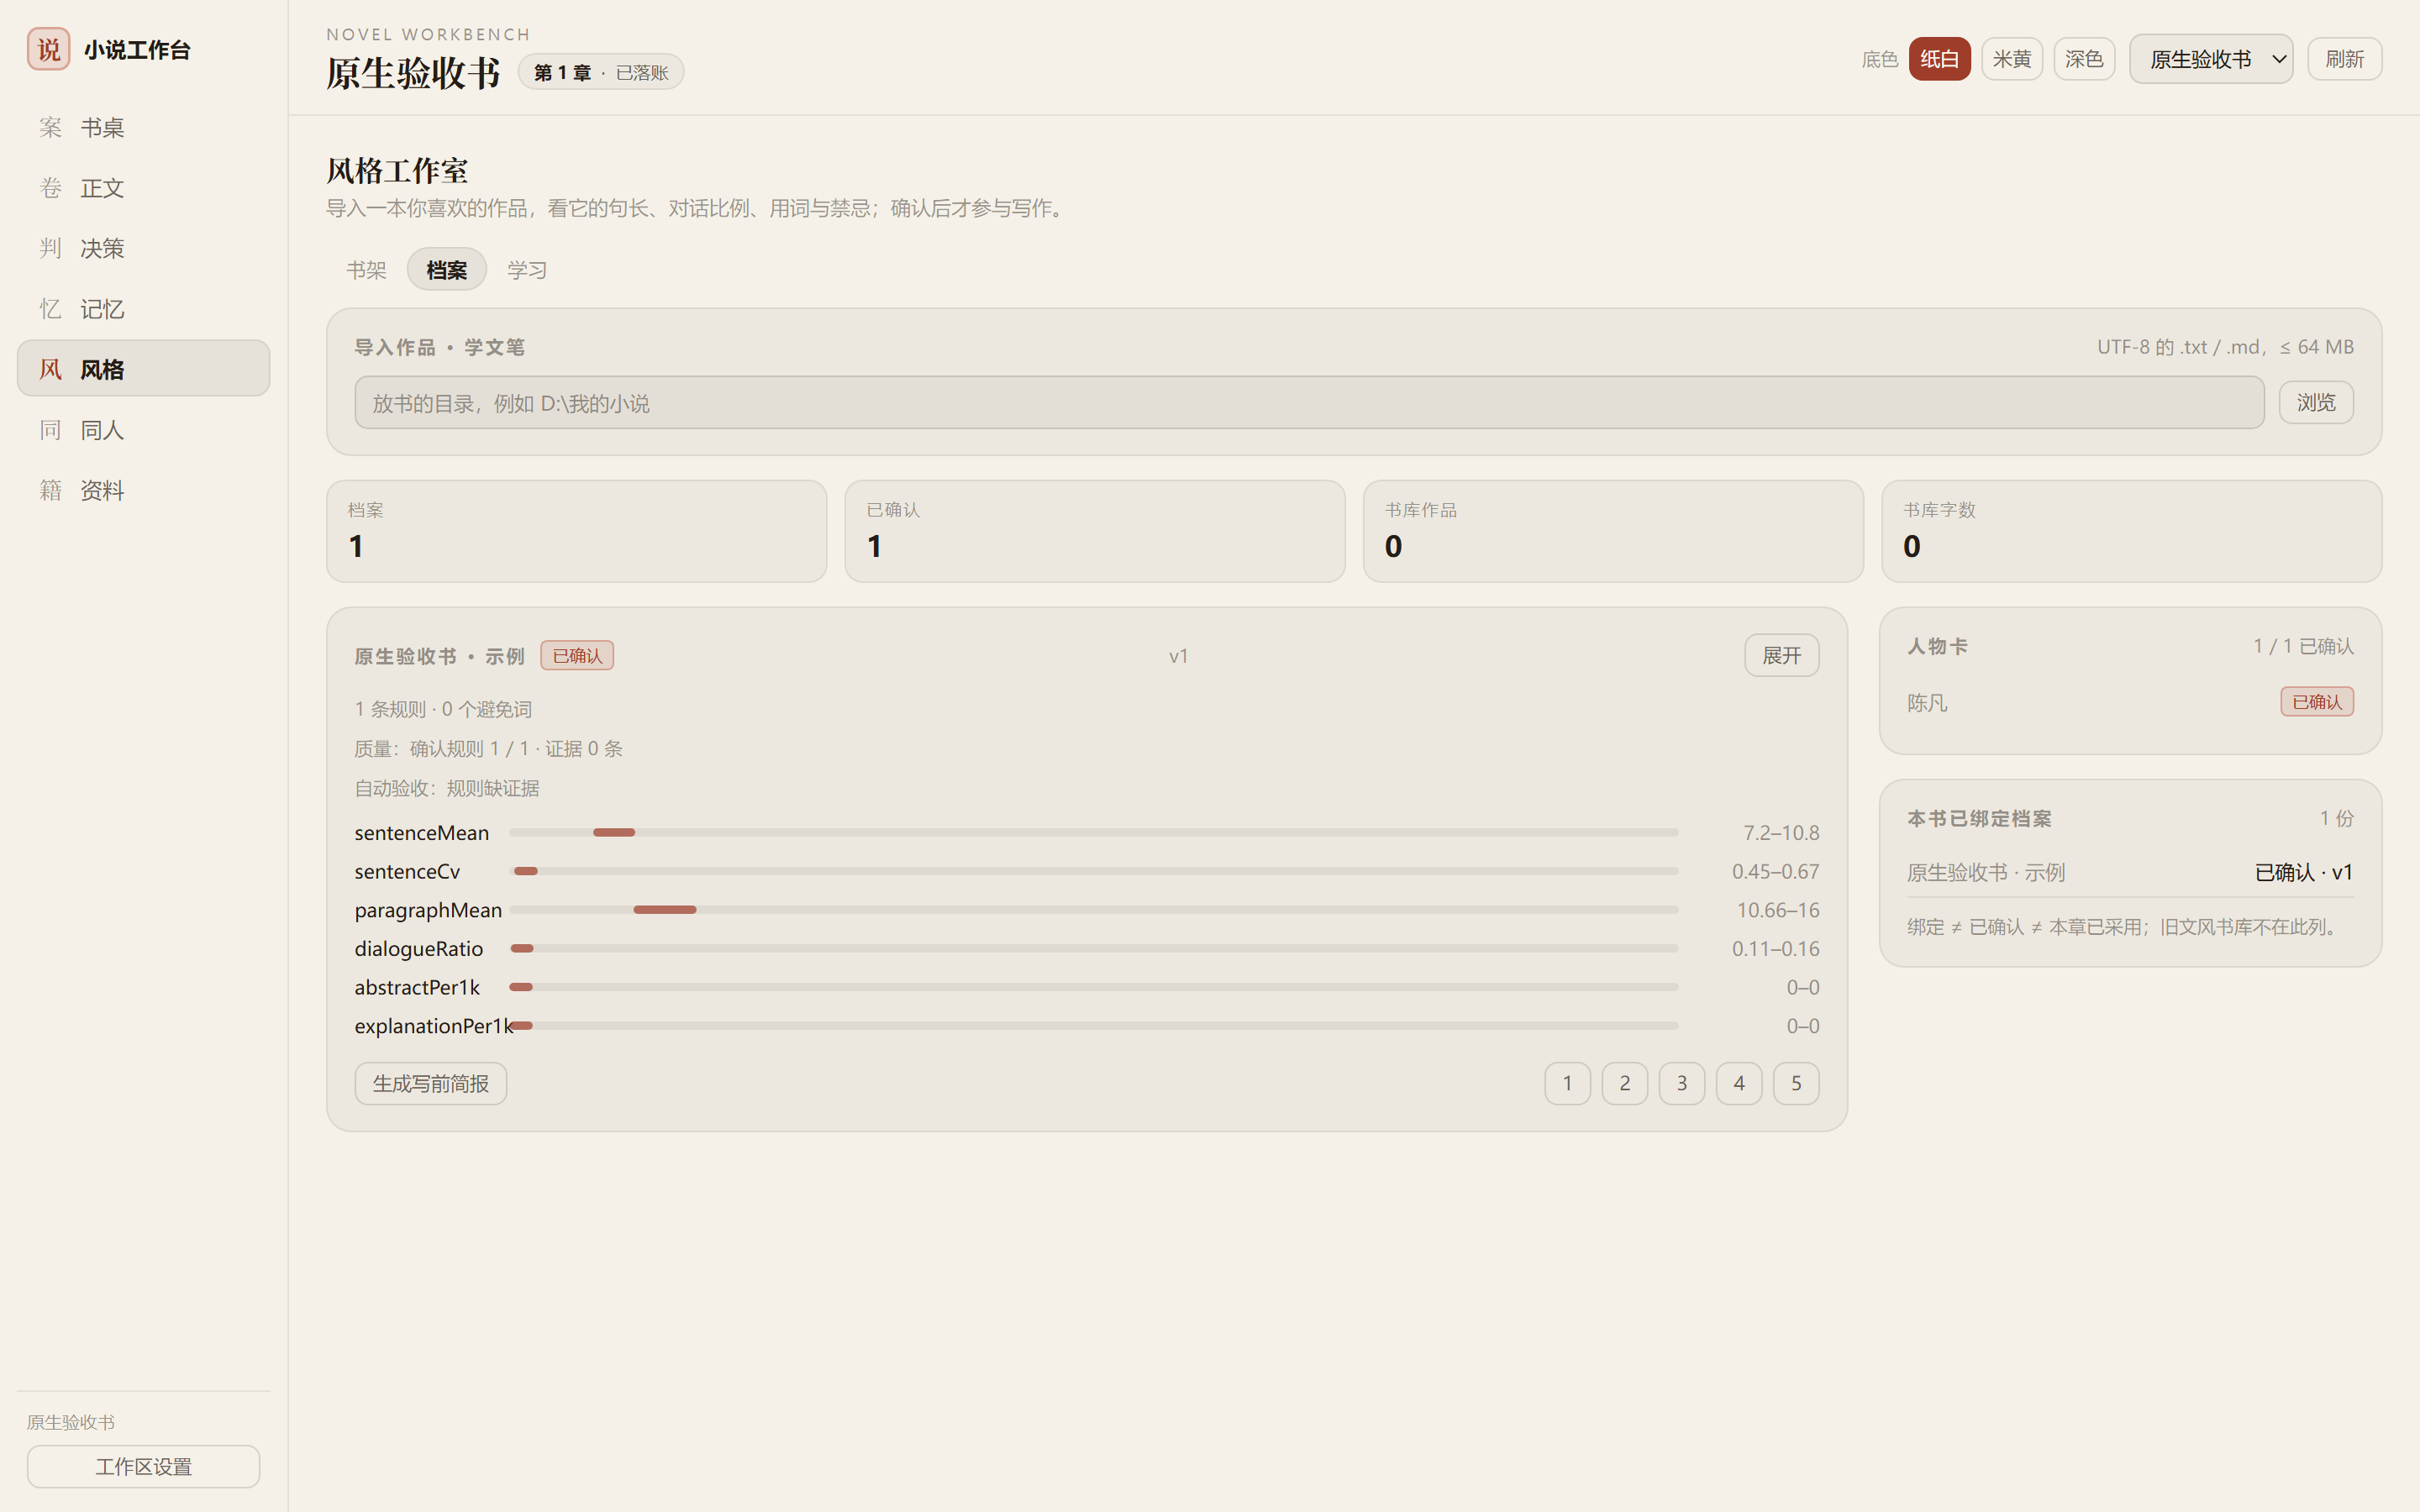 说 小说工作台
案 书桌
卷 正文
判 决策
忆 记忆
风 风格
同 同人
籍 资料
原生验收书
工作区设置
NOVEL WORKBENCH
原生验收书 第 1 章 · 已落账
底色 纸白 米黄 深色 原生验收书 刷新
风格工作室
导入一本你喜欢的作品，看它的句长、对话比例、用词与禁忌；确认后才参与写作。
书架 档案 学习
导入作品 · 学文笔 UTF-8 的 .txt / .md，≤ 64 MB
放书的目录，例如 D:\我的小说 浏览
档案 已确认 书库作品 书库字数
1 1 0 0
原生验收书 · 示例 已确认 v1 展开
1 条规则 · 0 个避免词
质量：确认规则 1 / 1 · 证据 0 条
自动验收：规则缺证据
sentenceMean 7.2–10.8
sentenceCv 0.45–0.67
paragraphMean 10.66–16
dialogueRatio 0.11–0.16
abstractPer1k 0–0
explanationPer1k 0–0
生成写前简报 1 2 3 4 5
人物卡 1 / 1 已确认
陈凡 已确认
本书已绑定档案 1 份
原生验收书 · 示例 已确认 · v1
绑定 ≠ 已确认 ≠ 本章已采用；旧文风书库不在此列。